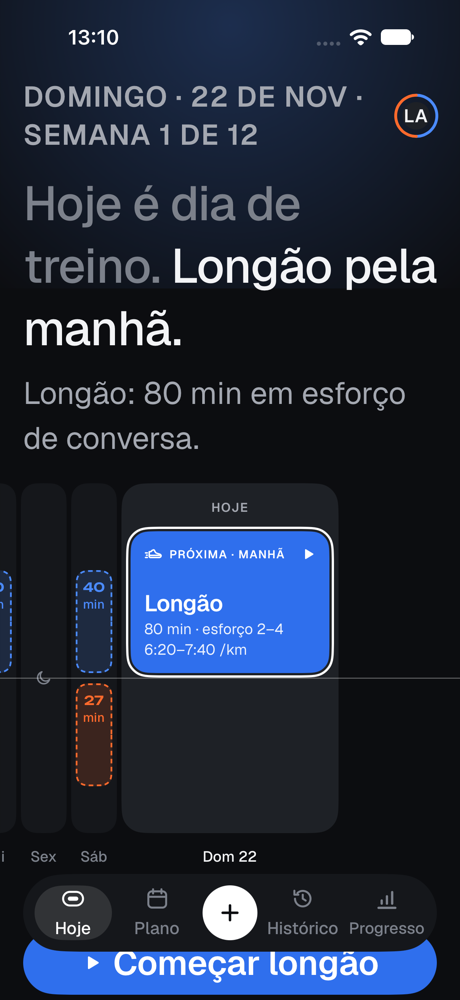 13:10
DOMINGO · 22 DE NOV ·
SEMANA 1 DE 12
LA
Hoje é dia de
treino. Longão pela
manhã.
Longão: 80 min em esforço
de conversa.
HOJE
PRÓXIMA · MANHÃ
Longão
80 min · esforço 2–4
6:20–7:40 /km
40
min
27
min
Sex
Sáb
Dom 22
Hoje
Plano
Histórico
Progresso
Começar longão